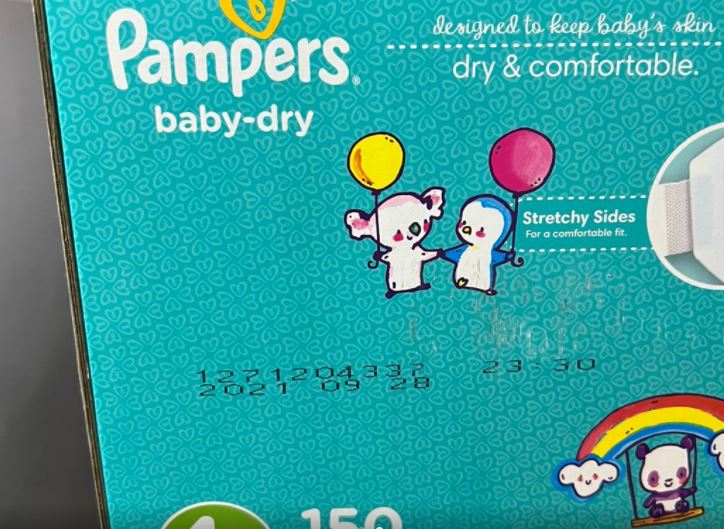 Pampers®
baby-dry
designed to keep baby's skin
dry & comfortable.
Stretchy Sides
For a comfortable fit.
1271204337 23:30
2021 09 28
150